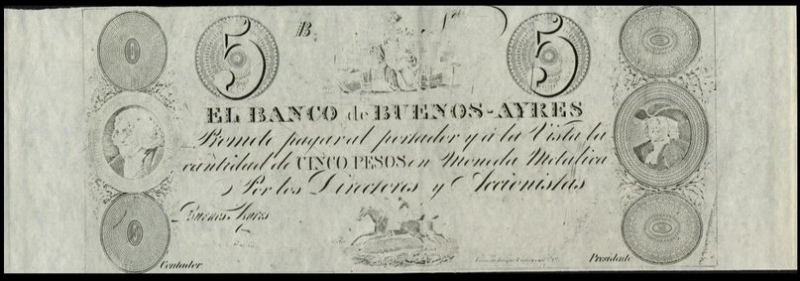 5 B. No. 5
EL BANCO de BUENOS-AYRES
Promete pagar al portador y á la Vista la
cantidad de CINCO PESOS en Moneda Metalica
Por los Directores y Accionistas
Buenos Ayres
Contador
Presidente